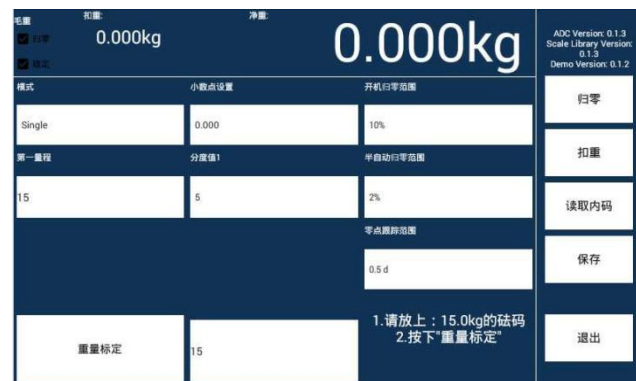 毛重
扣重:
净重:
归零
稳定
0.000kg
0.000kg
ADC Version: 0.1.3
Scale Library Version:
0.1.3
Demo Version: 0.1.2
模式
小数点设置
开机归零范围
Single
0.000
10%
第一量程
分度值1
半自动归零范围
15
5
2%
零点跟踪范围
0.5 d
重量标定
15
1.请放上：15.0kg的砝码
2.按下"重量标定"
归零
扣重
读取内码
保存
退出